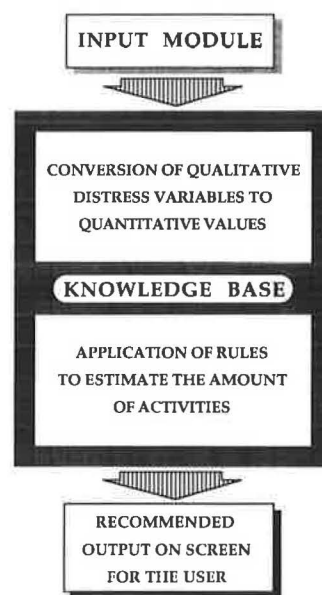 INPUT MODULE
CONVERSION OF QUALITATIVE
DISTRESS VARIABLES TO
QUANTITATIVE VALUES
KNOWLEDGE BASE
APPLICATION OF RULES
TO ESTIMATE THE AMOUNT
OF ACTIVITIES
RECOMMENDED
OUTPUT ON SCREEN
FOR THE USER